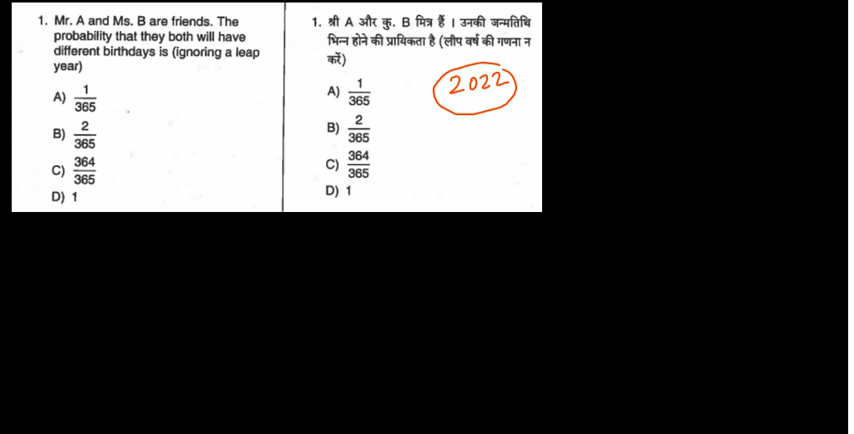 1. Mr. A and Ms. B are friends. The
probability that they both will have
different birthdays is (ignoring a leap
year)
A) 1/365
B) 2/365
C) 364/365
D) 1
1. श्री A और कु. B मित्र हैं । उनकी जन्मतिथि
भिन्न होने की प्रायिकता है (लीप वर्ष की गणना न
करें)
A) 1/365
B) 2/365
C) 364/365
D) 1
2022